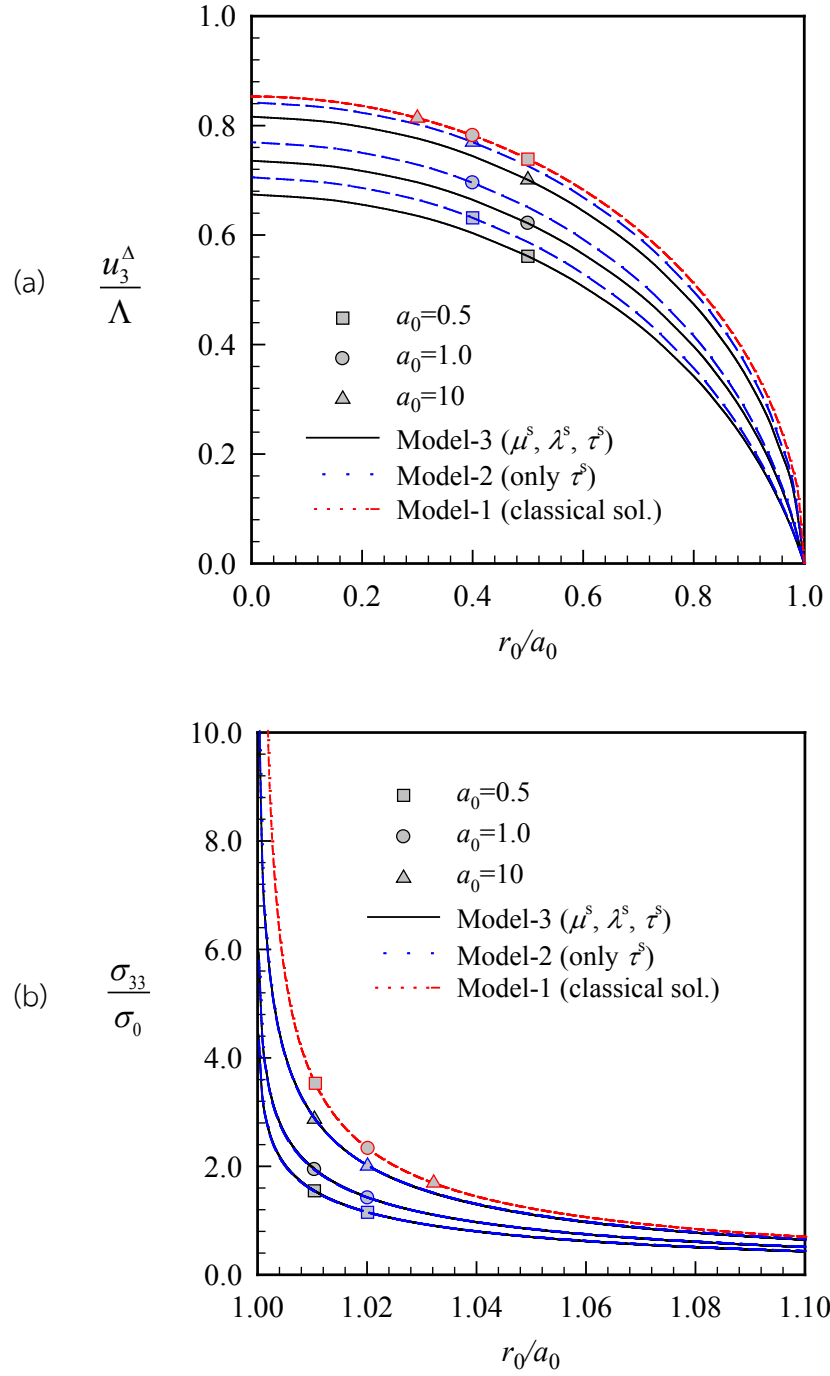 1.0
0.8
0.6
0.4
0.2
0.0
(a) u₃^Δ / Λ
a₀=0.5
a₀=1.0
a₀=10
Model-3 (μˢ, λˢ, τˢ)
Model-2 (only τˢ)
Model-1 (classical sol.)
0.0 0.2 0.4 0.6 0.8 1.0
r₀/a₀
10.0
8.0
6.0
4.0
2.0
0.0
(b) σ₃₃ / σ₀
a₀=0.5
a₀=1.0
a₀=10
Model-3 (μˢ, λˢ, τˢ)
Model-2 (only τˢ)
Model-1 (classical sol.)
1.00 1.02 1.04 1.06 1.08 1.10
r₀/a₀